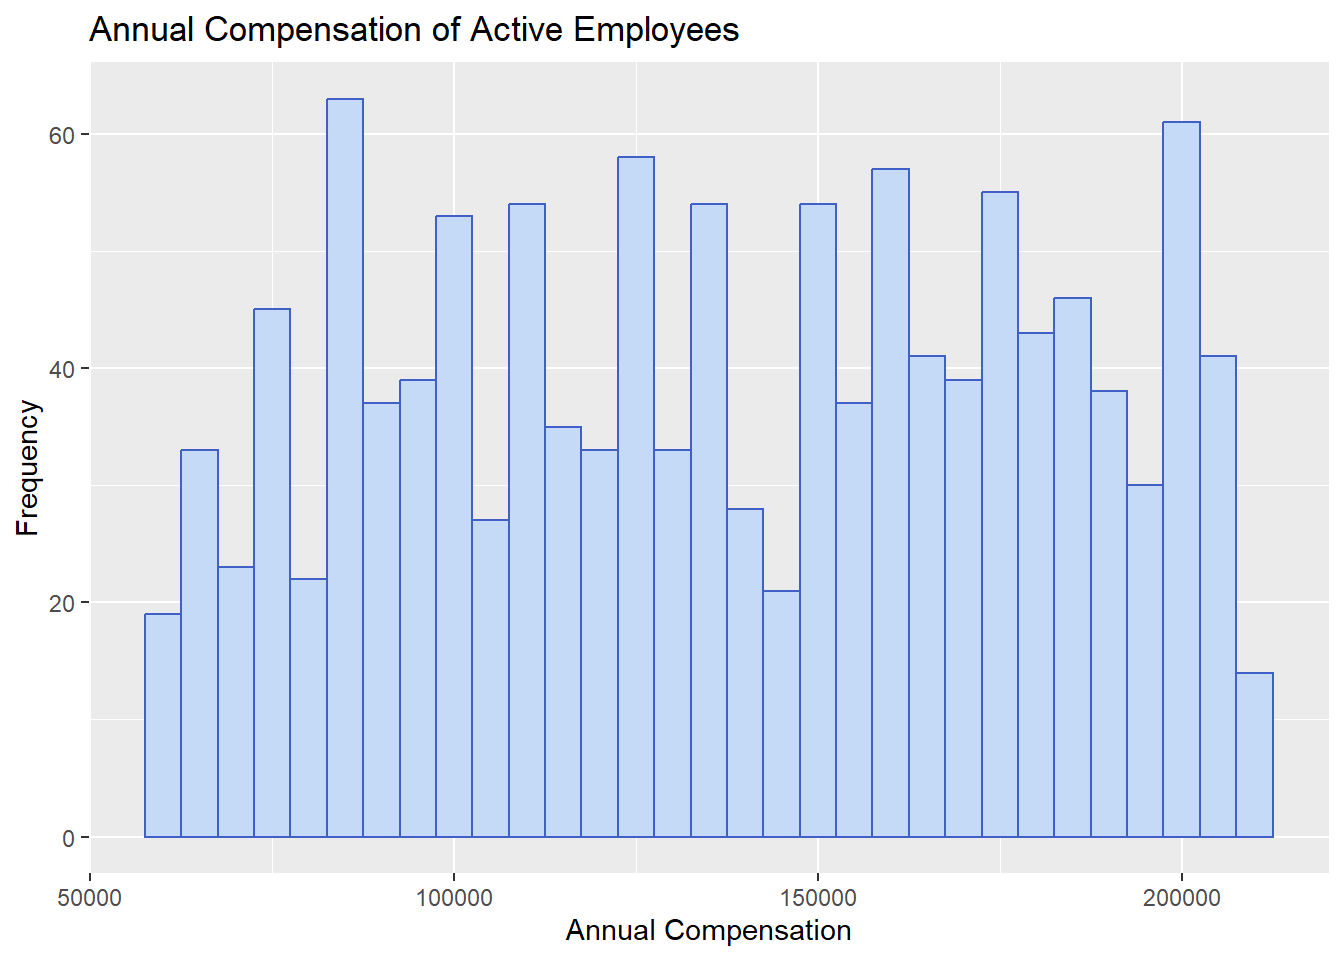 Annual Compensation of Active Employees
60
40
20
0
Frequency
50000 100000 150000 200000
Annual Compensation